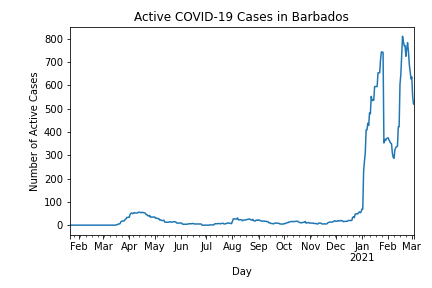 Active COVID-19 Cases in Barbados
Number of Active Cases
800
700
600
500
400
300
200
100
0
Feb Mar Apr May Jun Jul Aug Sep Oct Nov Dec Jan Feb Mar
2021
Day